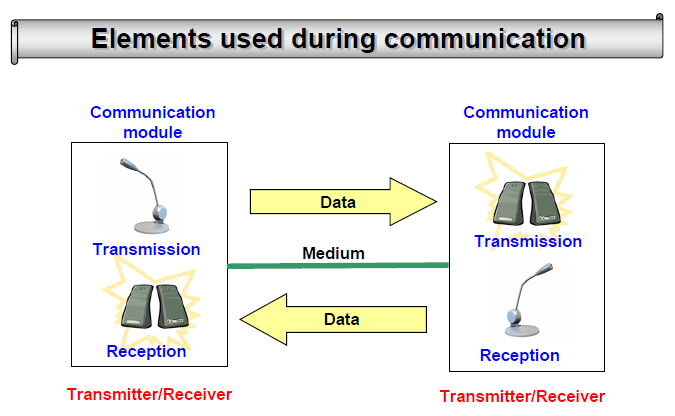 Elements used during communication
Communication
module
Communication
module
Data
Transmission
Transmission
Medium
Data
Reception
Reception
Transmitter/Receiver
Transmitter/Receiver